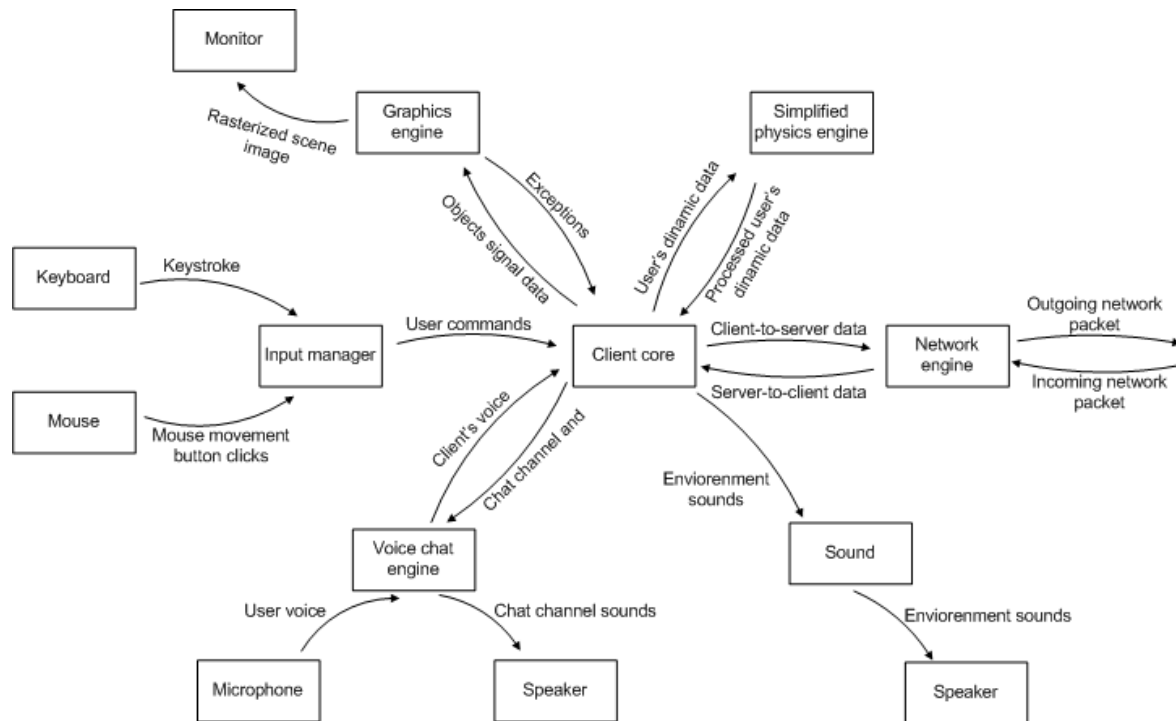 Monitor
Graphics
engine
Simplified
physics engine
Rasterized scene
image
Exceptions
Objects signal data
User's dinamic data
Processed user's
dinamic data
Keyboard
Keystroke
Input manager
User commands
Client core
Client-to-server data
Server-to-client data
Network
engine
Outgoing network
packet
Incoming network
packet
Mouse
Mouse movement
button clicks
Client's voice
Chat channel and
Enviorenment
sounds
Voice chat
engine
Sound
User voice
Chat channel sounds
Enviorenment sounds
Microphone
Speaker
Speaker